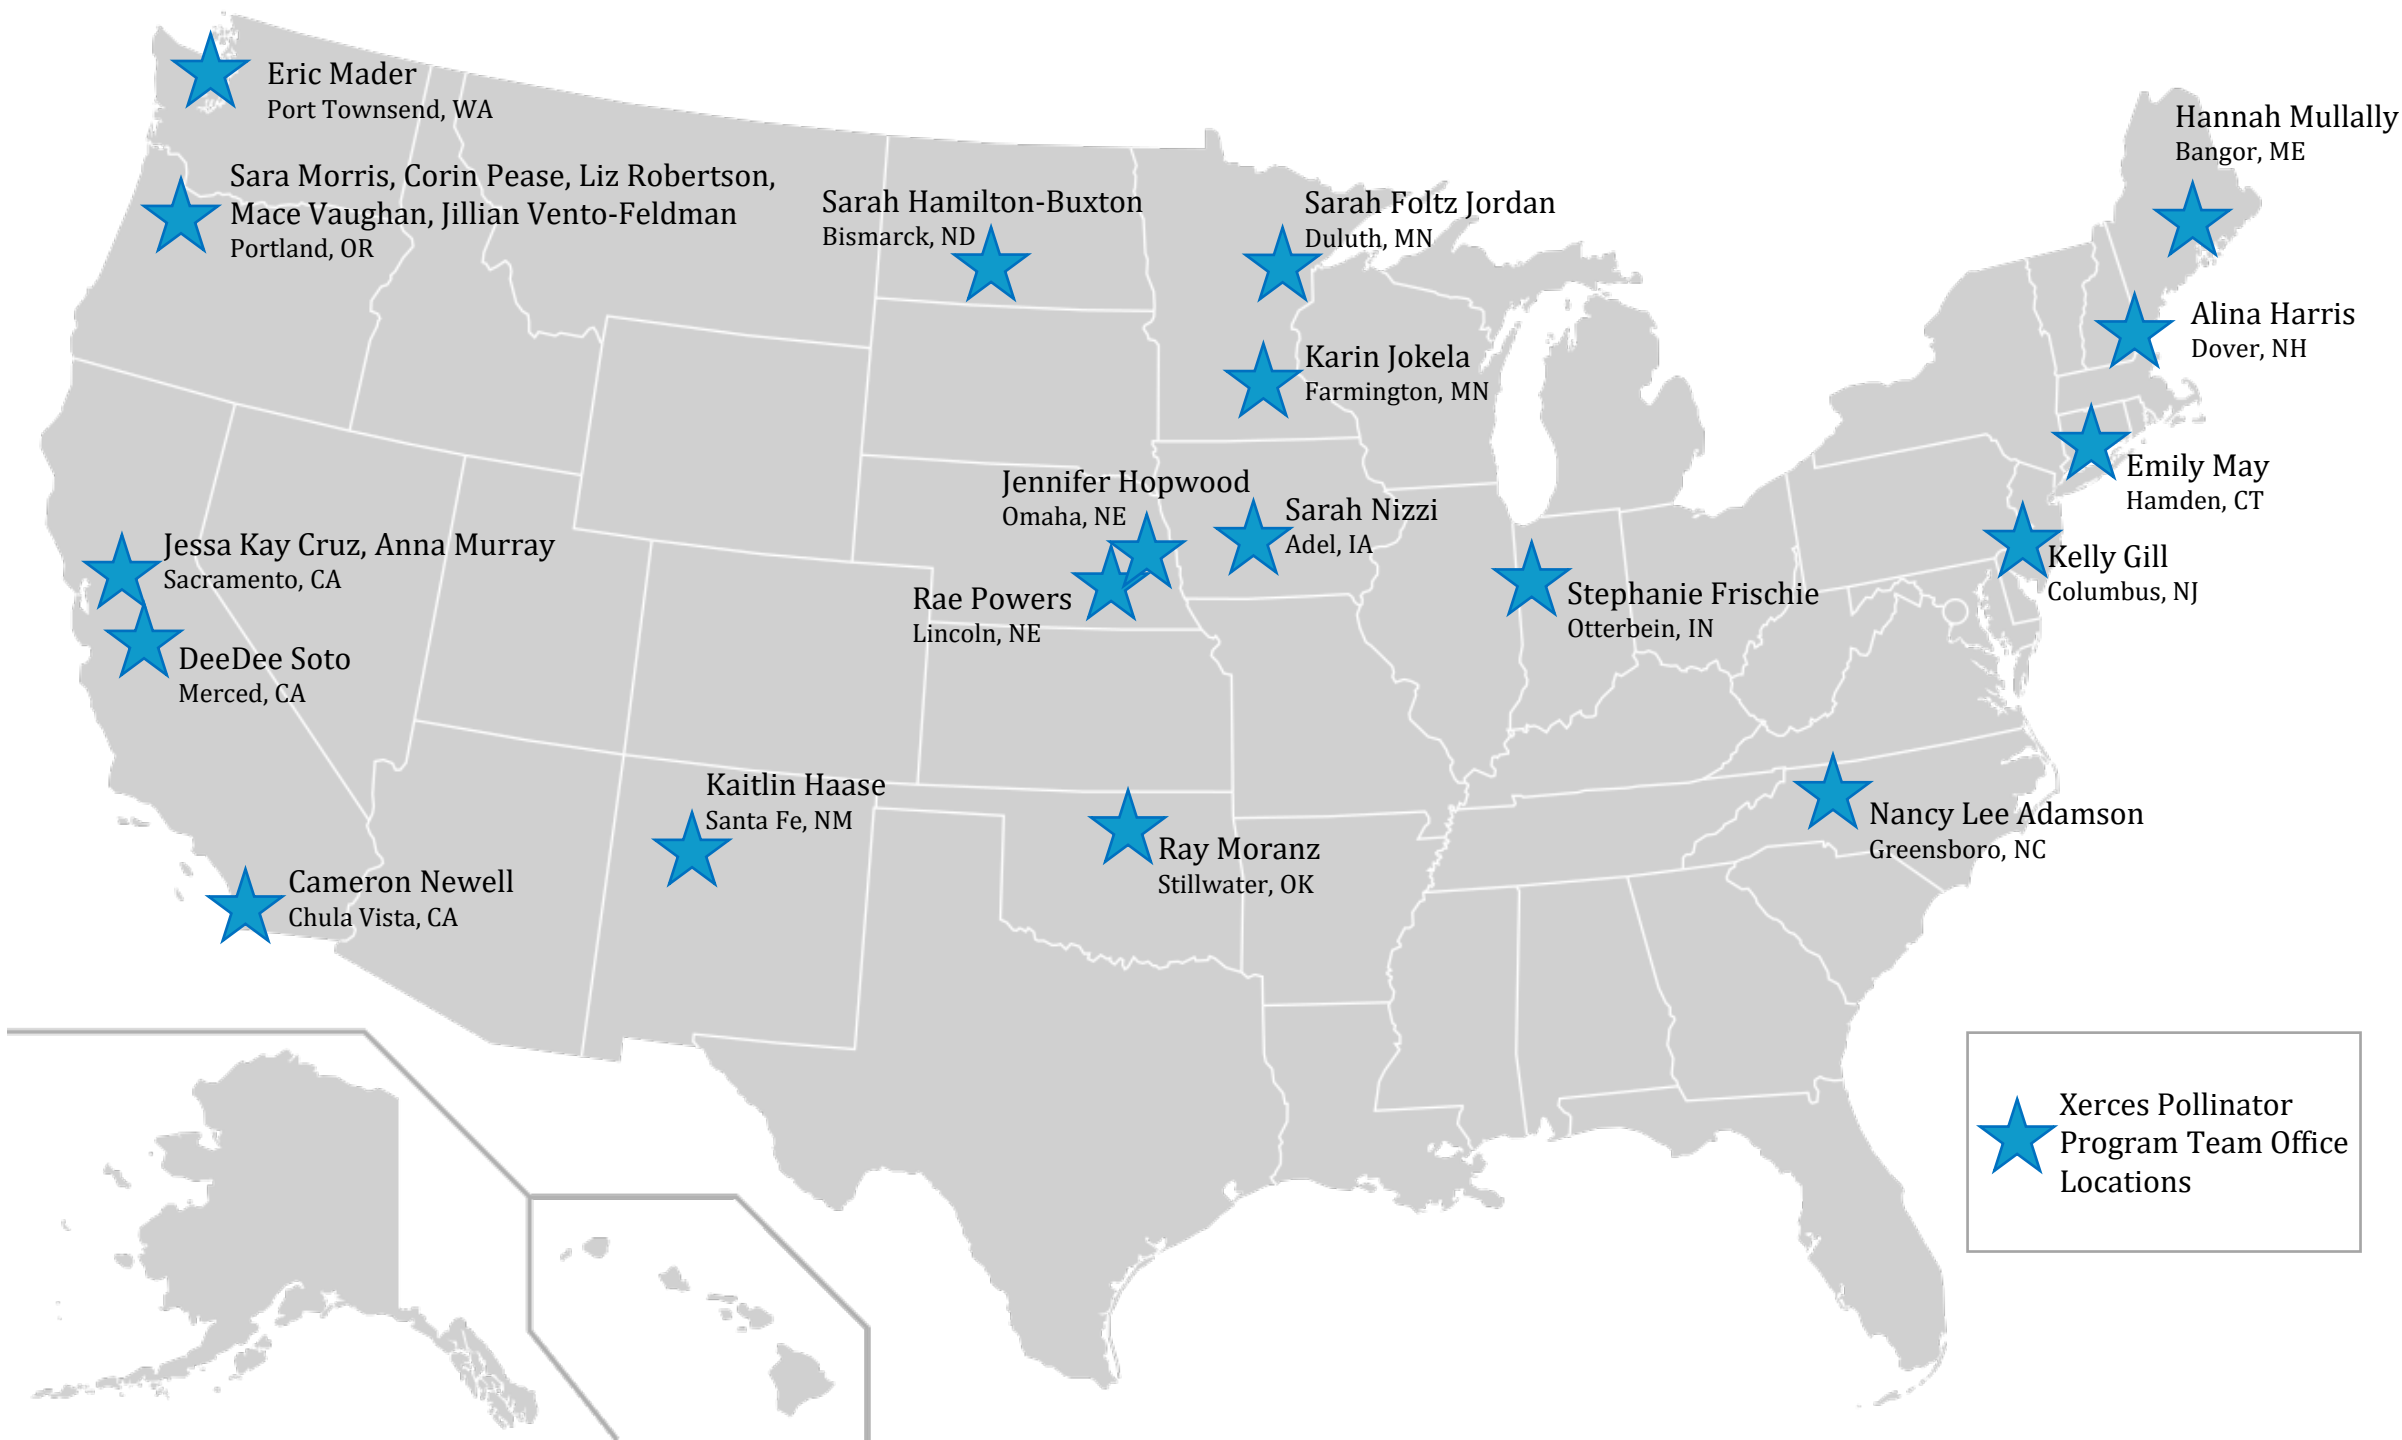 Eric Mader
Port Townsend, WA
Sara Morris, Corin Pease, Liz Robertson,
Mace Vaughan, Jillian Vento-Feldman
Portland, OR
Sarah Hamilton-Buxton
Bismarck, ND
Sarah Foltz Jordan
Duluth, MN
Hannah Mullally
Bangor, ME
Alina Harris
Dover, NH
Karin Jokela
Farmington, MN
Emily May
Hamden, CT
Jennifer Hopwood
Omaha, NE
Sarah Nizzi
Adel, IA
Jessa Kay Cruz, Anna Murray
Sacramento, CA
Kelly Gill
Columbus, NJ
Rae Powers
Lincoln, NE
Stephanie Frischie
Otterbein, IN
DeeDee Soto
Merced, CA
Kaitlin Haase
Santa Fe, NM
Nancy Lee Adamson
Greensboro, NC
Ray Moranz
Stillwater, OK
Cameron Newell
Chula Vista, CA
Xerces Pollinator
Program Team Office
Locations